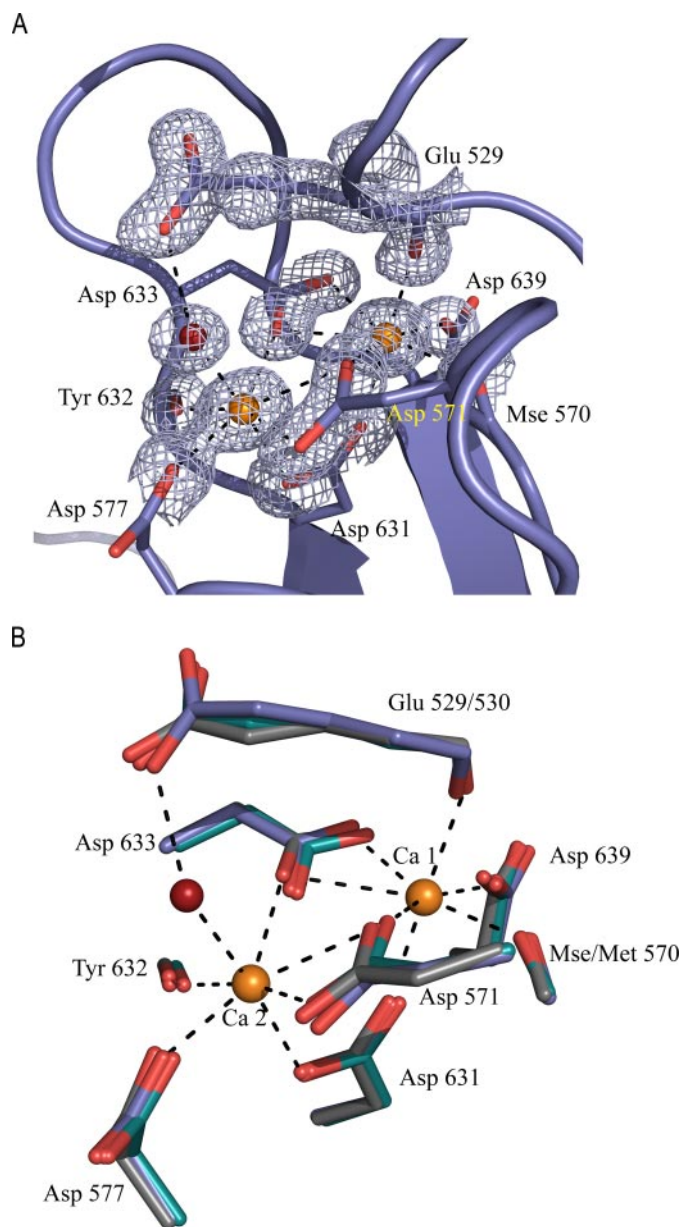 A
Glu 529
Asp 633
Asp 639
Tyr 632
Asp 571
Mse 570
Asp 577
Asp 631
B
Glu 529/530
Asp 633
Ca 1
Asp 639
Tyr 632
Mse/Met 570
Asp 571
Ca 2
Asp 631
Asp 577